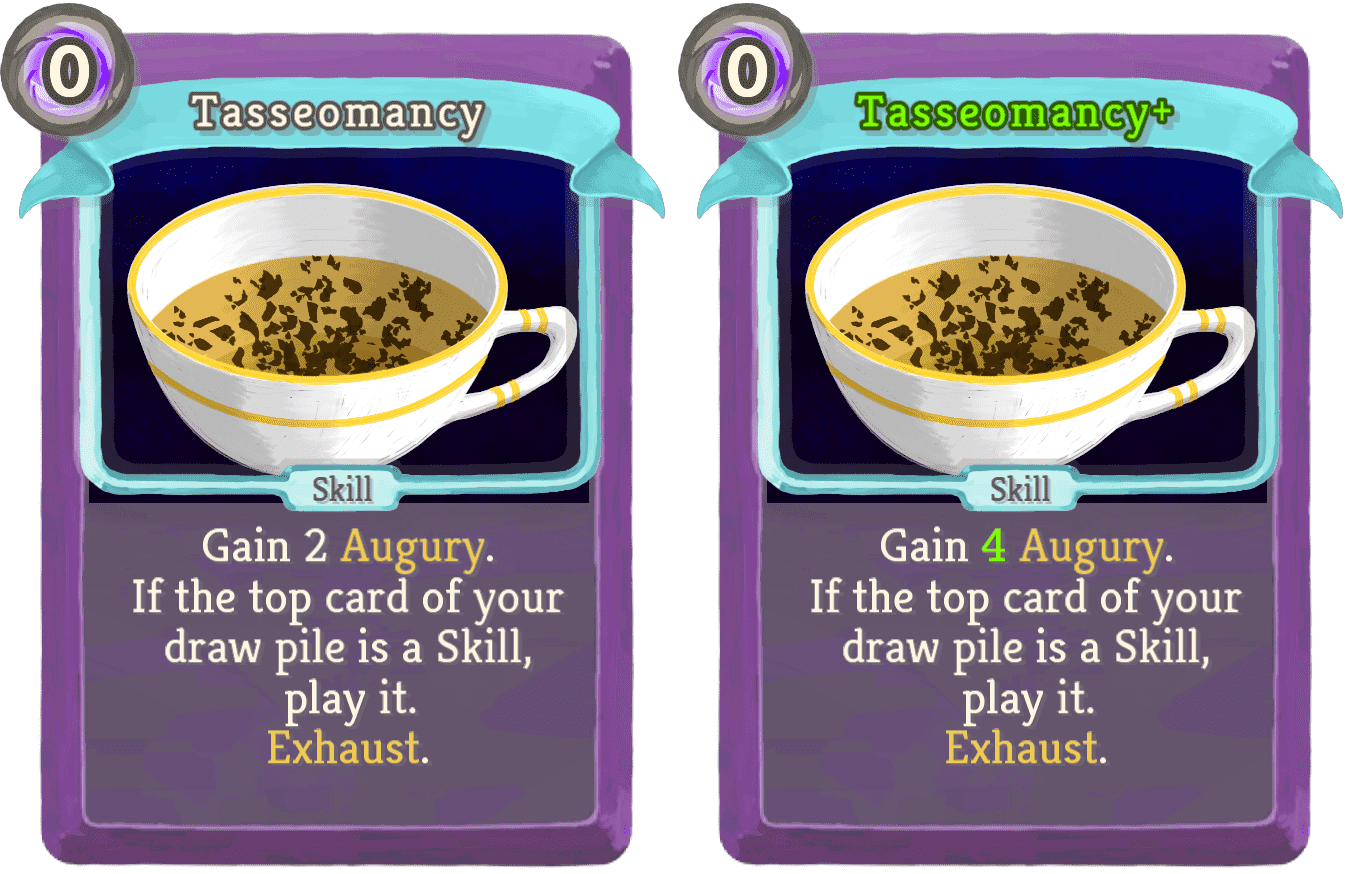 0
Tasseomancy
Skill
Gain 2 Augury.
If the top card of your
draw pile is a Skill,
play it.
Exhaust.
0
Tasseomancy+
Skill
Gain 4 Augury.
If the top card of your
draw pile is a Skill,
play it.
Exhaust.